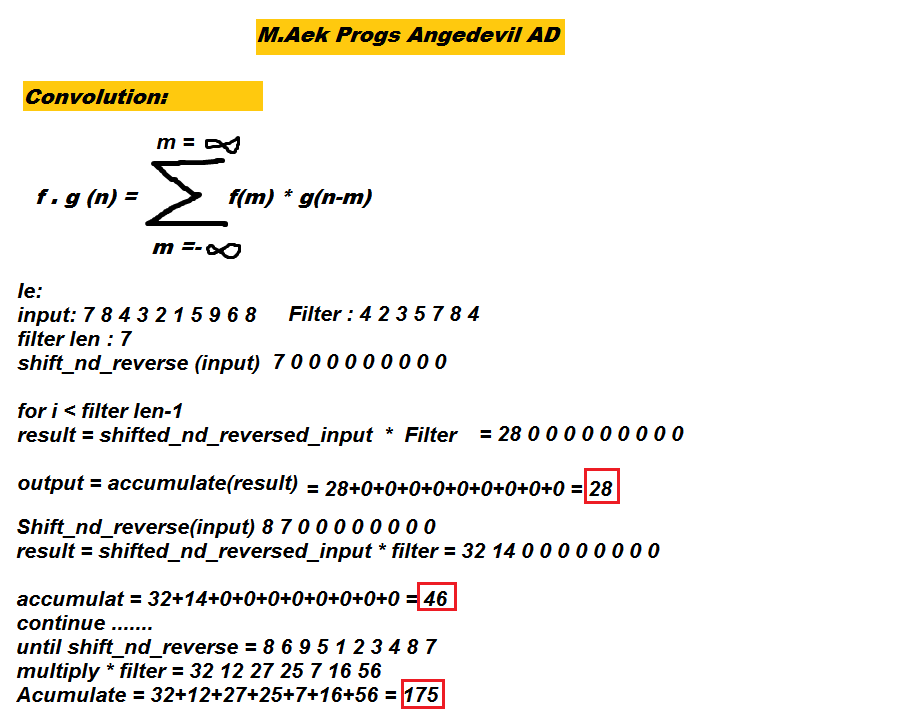 M.Aek Progs Angedevil AD
Convolution:
m = ∞
f . g (n) = ∑ f(m) * g(n-m)
m =-∞
Ie:
input: 7 8 4 3 2 1 5 9 6 8 Filter : 4 2 3 5 7 8 4
filter len : 7
shift_nd_reverse (input) 7 0 0 0 0 0 0 0 0 0
for i < filter len-1
result = shifted_nd_reversed_input * Filter = 28 0 0 0 0 0 0 0 0 0
output = accumulate(result) = 28+0+0+0+0+0+0+0+0+0 = 28
Shift_nd_reverse(input) 8 7 0 0 0 0 0 0 0 0
result = shifted_nd_reversed_input * filter = 32 14 0 0 0 0 0 0 0 0
accumulat = 32+14+0+0+0+0+0+0+0+0 = 46
continue .......
until shift_nd_reverse = 8 6 9 5 1 2 3 4 8 7
multiply * filter = 32 12 27 25 7 16 56
Acumulate = 32+12+27+25+7+16+56 = 175